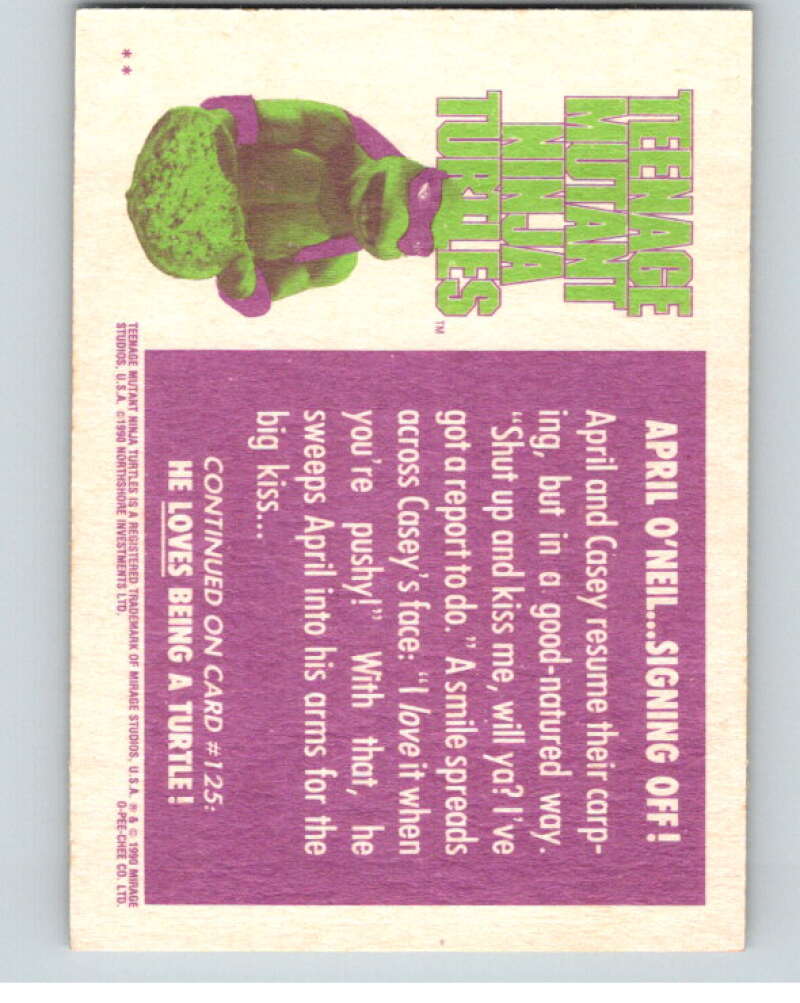 TEENAGE
MUTANT
NINJA
TURTLES
TM
APRIL O'NEIL...SIGNING OFF!
April and Casey resume their carp-
ing, but in a good-natured way.
"Shut up and kiss me, will ya? I've
got a report to do." A smile spreads
across Casey's face: "I love it when
you're pushy!" With that, he
sweeps April into his arms for the
big kiss...
CONTINUED ON CARD #125:
HE LOVES BEING A TURTLE!
**
TEENAGE MUTANT NINJA TURTLES IS A REGISTERED TRADEMARK OF MIRAGE STUDIOS, U.S.A. ® & © 1990 MIRAGE
STUDIOS, U.S.A. ©1990 NORTHSHORE INVESTMENTS LTD. O-PEE-CHEE CO. LTD.